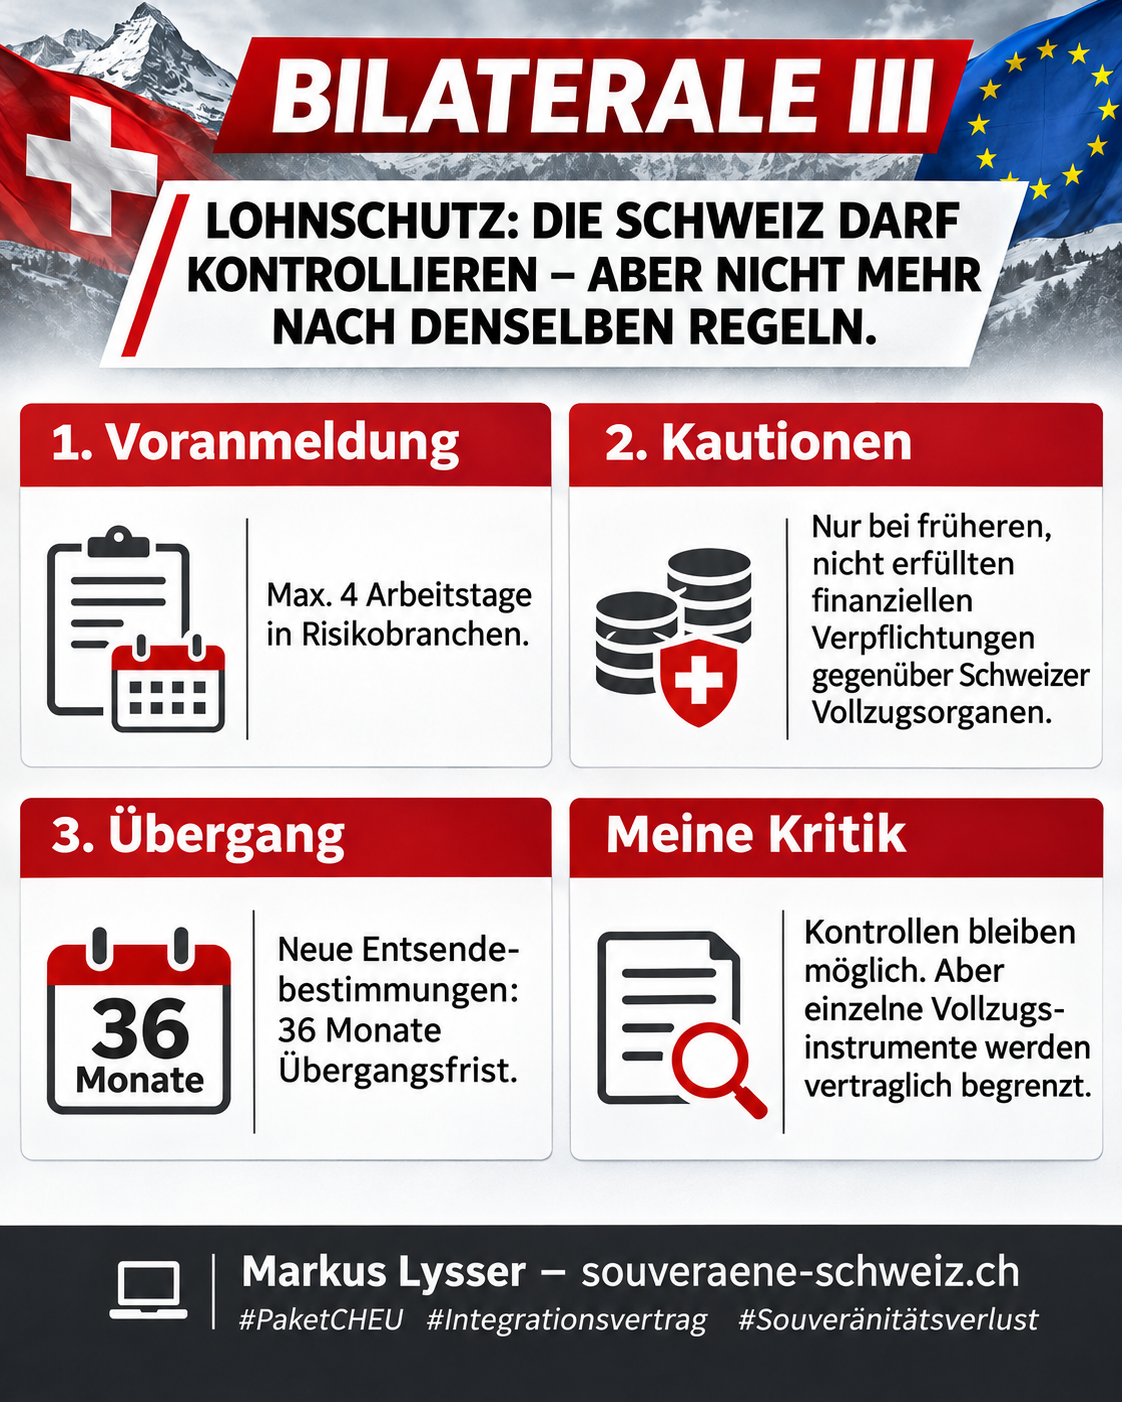 BILATERALE III
LOHNSCHUTZ: DIE SCHWEIZ DARF
KONTROLLIEREN – ABER NICHT MEHR
NACH DENSELBEN REGELN.
1. Voranmeldung
Max. 4 Arbeitstage
in Risikobranchen.
2. Kautionen
Nur bei früheren,
nicht erfüllten
finanziellen
Verpflichtungen
gegenüber Schweizer
Vollzugsorganen.
3. Übergang
36
Monate
Neue Entsende-
bestimmungen:
36 Monate
Übergangsfrist.
Meine Kritik
Kontrollen bleiben
möglich. Aber
einzelne Vollzugs-
instrumente werden
vertraglich begrenzt.
Markus Lysser – souveraene-schweiz.ch
#PaketCHEU #Integrationsvertrag #Souveränitätsverlust